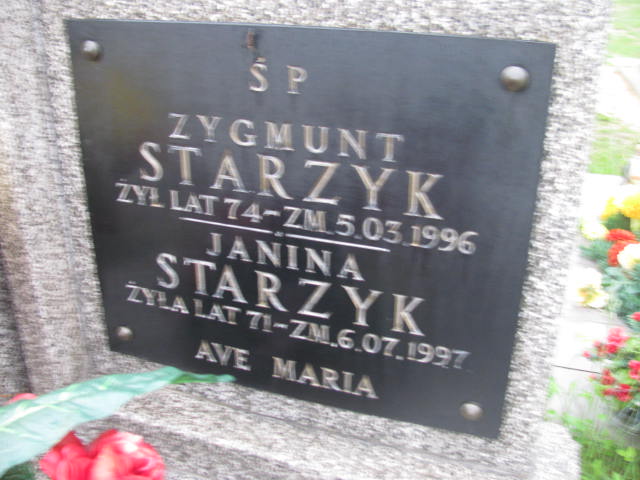 Ś P
ZYGMUNT
STARZYK
ŻYŁ LAT 74-ZM.5.03.1996
JANINA
STARZYK
ŻYŁA LAT 71-ZM.6.07.1997
AVE MARIA